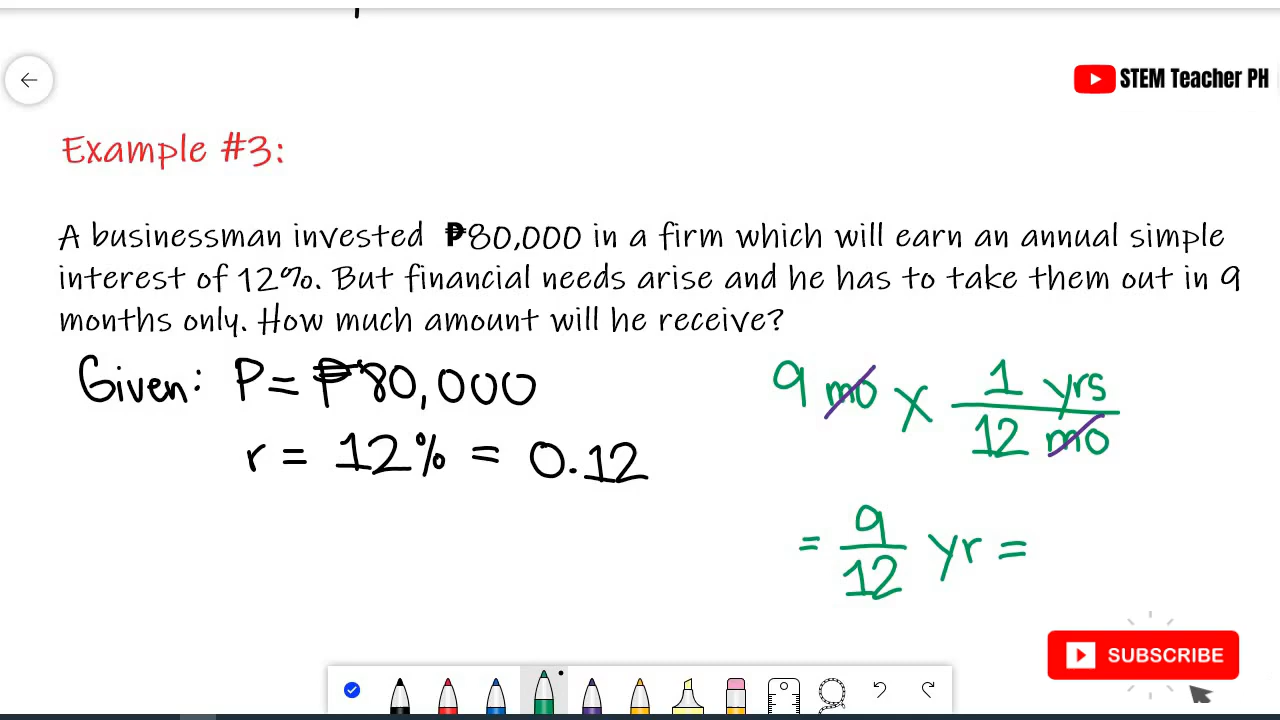 STEM Teacher PH
Example #3:
A businessman invested ₱80,000 in a firm which will earn an annual simple
interest of 12%. But financial needs arise and he has to take them out in 9
months only. How much amount will he receive?
Given: P = ₱80,000
r = 12% = 0.12
9 mo x 1 yrs / 12 mo
= 9/12 yr =
SUBSCRIBE